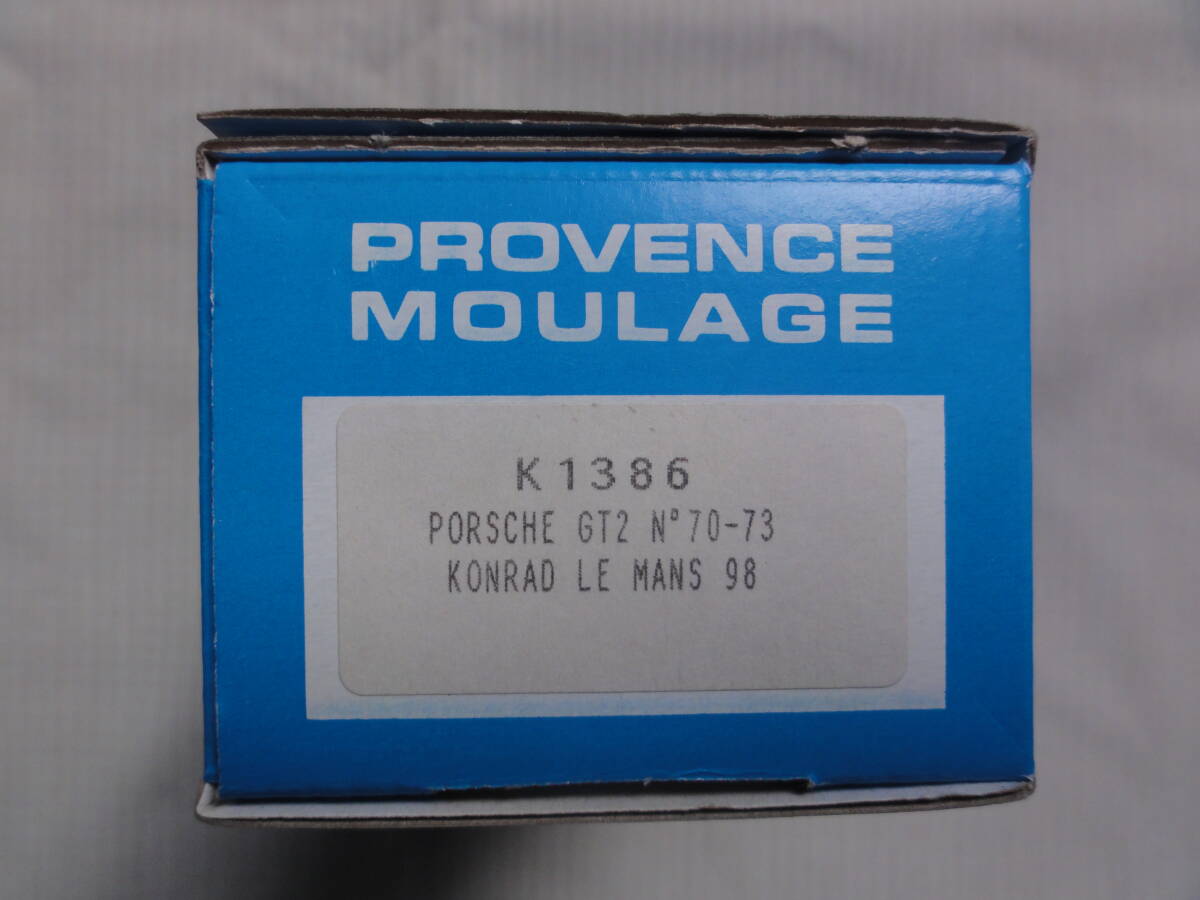 PROVENCE
MOULAGE
K1386
PORSCHE GT2 N°70-73
KONRAD LE MANS 98